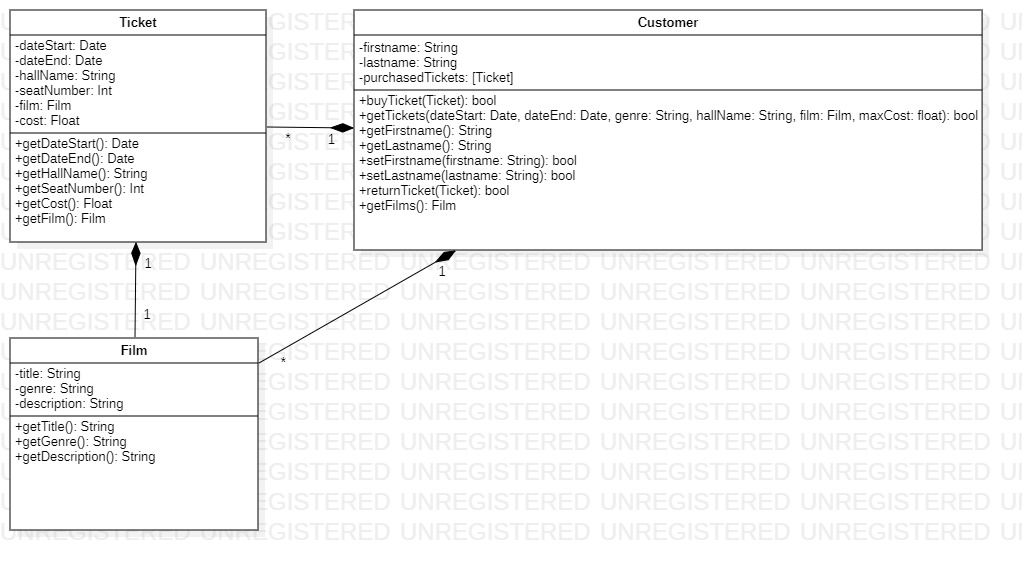 Ticket
-dateStart: Date
-dateEnd: Date
-hallName: String
-seatNumber: Int
-film: Film
-cost: Float
+getDateStart(): Date
+getDateEnd(): Date
+getHallName(): String
+getSeatNumber(): Int
+getCost(): Float
+getFilm(): Film
* 1
Customer
-firstname: String
-lastname: String
-purchasedTickets: [Ticket]
+buyTicket(Ticket): bool
+getTickets(dateStart: Date, dateEnd: Date, genre: String, hallName: String, film: Film, maxCost: float): bool
+getFirstname(): String
+getLastname(): String
+setFirstname(firstname: String): bool
+setLastname(lastname: String): bool
+returnTicket(Ticket): bool
+getFilms(): Film
1
1
1
*
Film
-title: String
-genre: String
-description: String
+getTitle(): String
+getGenre(): String
+getDescription(): String
UNREGISTERED UNREGISTERED UNREGISTERED UNREGISTERED UNREGISTERED UNI